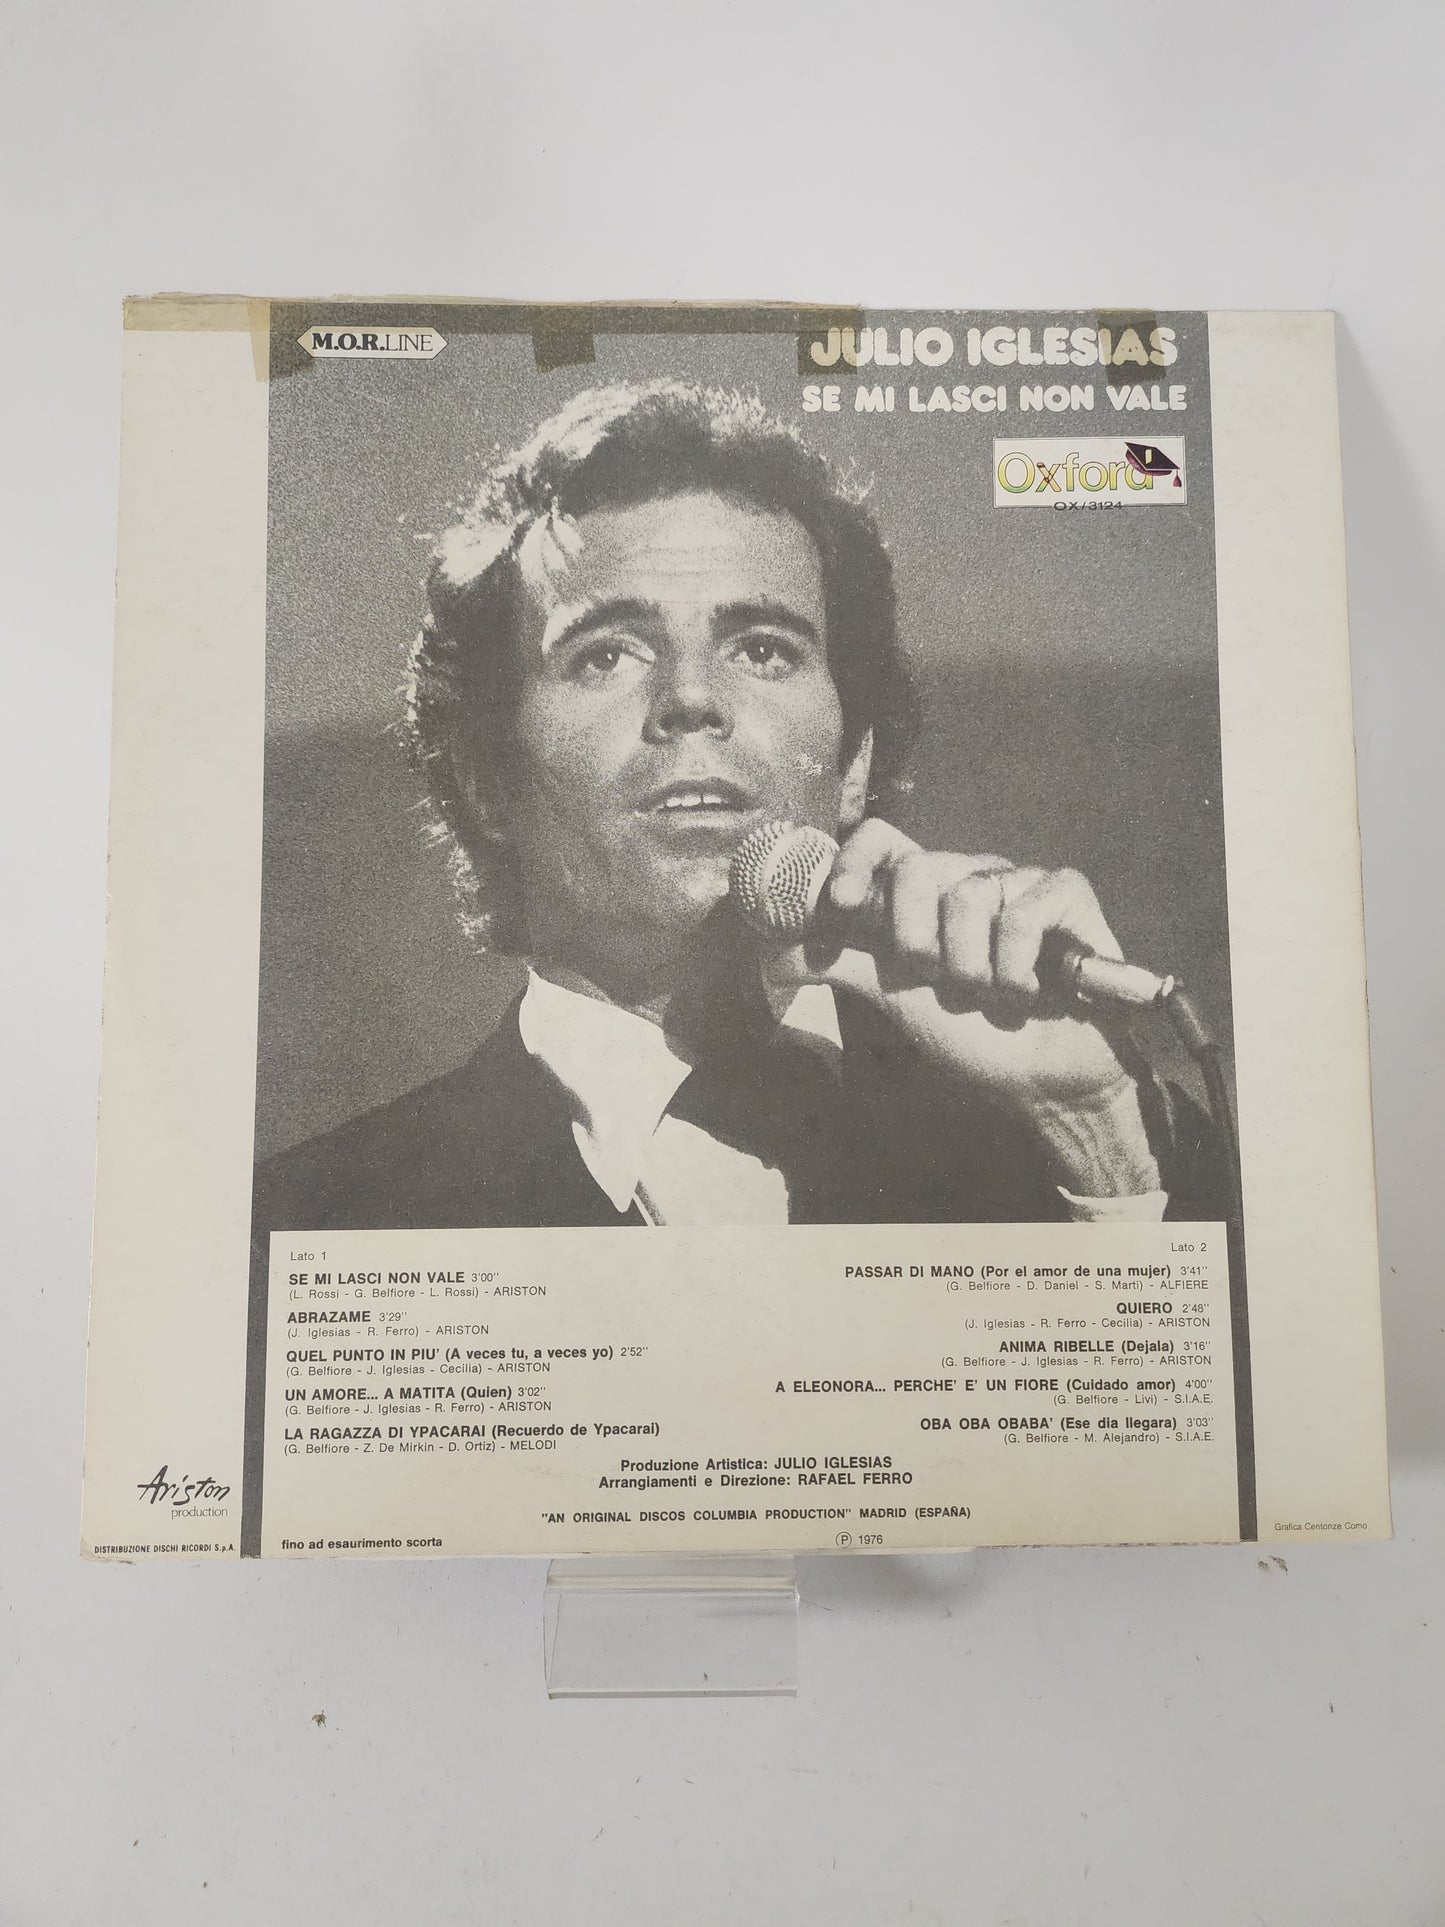 M.O.R.LINE
JULIO IGLESIAS
SE MI LASCI NON VALE
Oxford
OX/3124
Lato 1
SE MI LASCI NON VALE 3'00''
(L. Rossi - G. Belfiore - L. Rossi) - ARISTON
ABRAZAME 3'29''
(J. Iglesias - R. Ferro) - ARISTON
QUEL PUNTO IN PIU' (A veces tu, a veces yo) 2'52''
(G. Belfiore - J. Iglesias - Cecilia) - ARISTON
UN AMORE... A MATITA (Quien) 3'02''
(G. Belfiore - J. Iglesias - R. Ferro) - ARISTON
LA RAGAZZA DI YPACARAI (Recuerdo de Ypacarai)
(G. Belfiore - Z. De Mirkin - D. Ortiz) - MELODI
Lato 2
PASSAR DI MANO (Por el amor de una mujer) 3'41''
(G. Belfiore - D. Daniel - S. Marti) - ALFIERE
QUIERO 2'48''
(J. Iglesias - R. Ferro - Cecilia) - ARISTON
ANIMA RIBELLE (Dejala) 3'16''
(G. Belfiore - J. Iglesias - R. Ferro) - ARISTON
A ELEONORA... PERCHE' E' UN FIORE (Cuidado amor) 4'00''
(G. Belfiore - Livi) - S.I.A.E.
OBA OBA OBABA' (Ese dia llegara) 3'03''
(G. Belfiore - M. Alejandro) - S.I.A.E.
Produzione Artistica: JULIO IGLESIAS
Arrangiamenti e Direzione: RAFAEL FERRO
"AN ORIGINAL DISCOS COLUMBIA PRODUCTION" MADRID (ESPAÑA)
Ariston
production
DISTRIBUZIONE DISCHI RICORDI S.p.A.
fino ad esaurimento scorta
Ⓟ 1976
Grafica Centonze Como